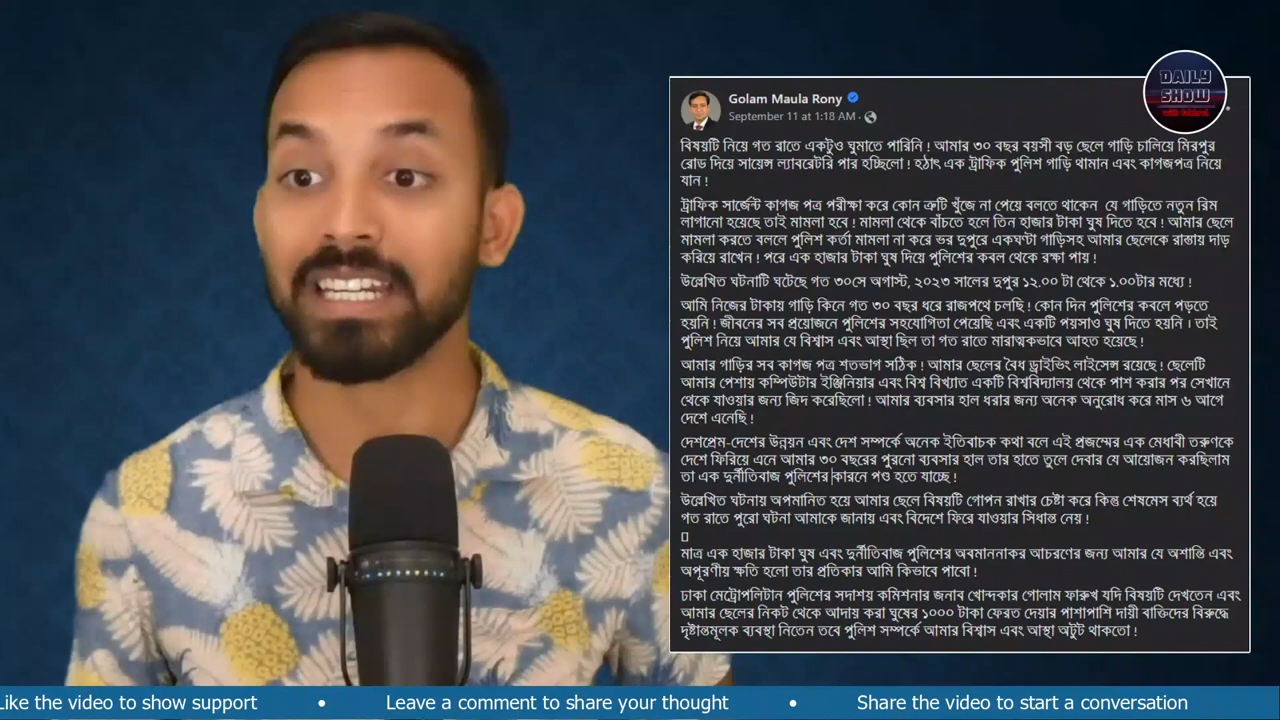 DAILY
SHOW
Golam Maula Rony
September 11 at 1:18 AM ·
বিষয়টি নিয়ে গত রাতে একটুও ঘুমাতে পারিনি ! আমার ৩০ বছর বয়সী বড় ছেলে গাড়ি চালিয়ে মিরপুর
রোড দিয়ে সায়েন্স ল্যাবরেটরি পার হচ্ছিলো ! হঠাৎ এক ট্রাফিক পুলিশ গাড়ি থামান এবং কাগজপত্র নিয়ে
যান !
ট্রাফিক সার্জেন্ট কাগজ পত্র পরীক্ষা করে কোন ত্রুটি খুঁজে না পেয়ে বলতে থাকেন যে গাড়িতে নতুন রিম
লাগানো হয়েছে তাই মামলা হবে ! মামলা থেকে বাঁচতে হলে তিন হাজার টাকা ঘুষ দিতে হবে ! আমার ছেলে
মামলা করতে বললে পুলিশ কর্তা মামলা না করে ভর দুপুরে একঘণ্টা গাড়িসহ আমার ছেলেকে রাস্তায় দাড়
করিয়ে রাখেন ! পরে এক হাজার টাকা ঘুষ দিয়ে পুলিশের কবল থেকে রক্ষা পায় !
উল্লেখিত ঘটনাটি ঘটেছে গত ৩০সে অগাস্ট, ২০২৩ সালের দুপুর ১২.০০ টা থেকে ১.০০টার মধ্যে !
আমি নিজের টাকায় গাড়ি কিনে গত ৩০ বছর ধরে রাজপথে চলছি ! কোন দিন পুলিশের কবলে পড়তে
হয়নি ! জীবনের সব প্রয়োজনে পুলিশের সহযোগিতা পেয়েছি এবং একটি পয়সাও ঘুষ দিতে হয়নি । তাই
পুলিশ নিয়ে আমার যে বিশ্বাস এবং আস্থা ছিল তা গত রাতে মারাত্মকভাবে আহত হয়েছে !
আমার গাড়ির সব কাগজ পত্র শতভাগ সঠিক ! আমার ছেলের বৈধ ড্রাইভিং লাইসেন্স রয়েছে ! ছেলেটি
আমার পেশায় কম্পিউটার ইঞ্জিনিয়ার এবং বিশ্ব বিখ্যাত একটি বিশ্ববিদ্যালয় থেকে পাশ করার পর সেখানে
থেকে যাওয়ার জন্য জিদ করেছিলো ! আমার ব্যবসার হাল ধরার জন্য অনেক অনুরোধ করে মাস ৬ আগে
দেশে এনেছি !
দেশপ্রেম-দেশের উন্নয়ন এবং দেশ সম্পর্কে অনেক ইতিবাচক কথা বলে এই প্রজম্মের এক মেধাবী তরুণকে
দেশে ফিরিয়ে এনে আমার ৩০ বছরের পুরনো ব্যবসার হাল তার হাতে তুলে দেবার যে আয়োজন করছিলাম
তা এক দুর্নীতিবাজ পুলিশের কারনে পণ্ড হতে যাচ্ছে !
উল্লেখিত ঘটনায় অপমানিত হয়ে আমার ছেলে বিষয়টি গোপন রাখার চেষ্টা করে কিন্তু শেষমেস ব্যর্থ হয়ে
গত রাতে পুরো ঘটনা আমাকে জানায় এবং বিদেশে ফিরে যাওয়ার সিধান্ত নেয় !
মাত্র এক হাজার টাকা ঘুষ এবং দুর্নীতিবাজ পুলিশের অবমাননাকর আচরণের জন্য আমার যে অশান্তি এবং
অপূরণীয় ক্ষতি হলো তার প্রতিকার আমি কিভাবে পাবো !
ঢাকা মেট্রোপলিটান পুলিশের সদাশয় কমিশনার জনাব খোন্দকার গোলাম ফারুখ যদি বিষয়টি দেখতেন এবং
আমার ছেলের নিকট থেকে আদায় করা ঘুষের ১০০০ টাকা ফেরত দেয়ার পাশাপাশি দায়ী ব্যক্তিদের বিরুদ্ধে
দৃষ্টান্তমূলক ব্যবস্থা নিতেন তবে পুলিশ সম্পর্কে আমার বিশ্বাস এবং আস্থা অটুট থাকতো !
Like the video to show support • Leave a comment to share your thought • Share the video to start a conversation